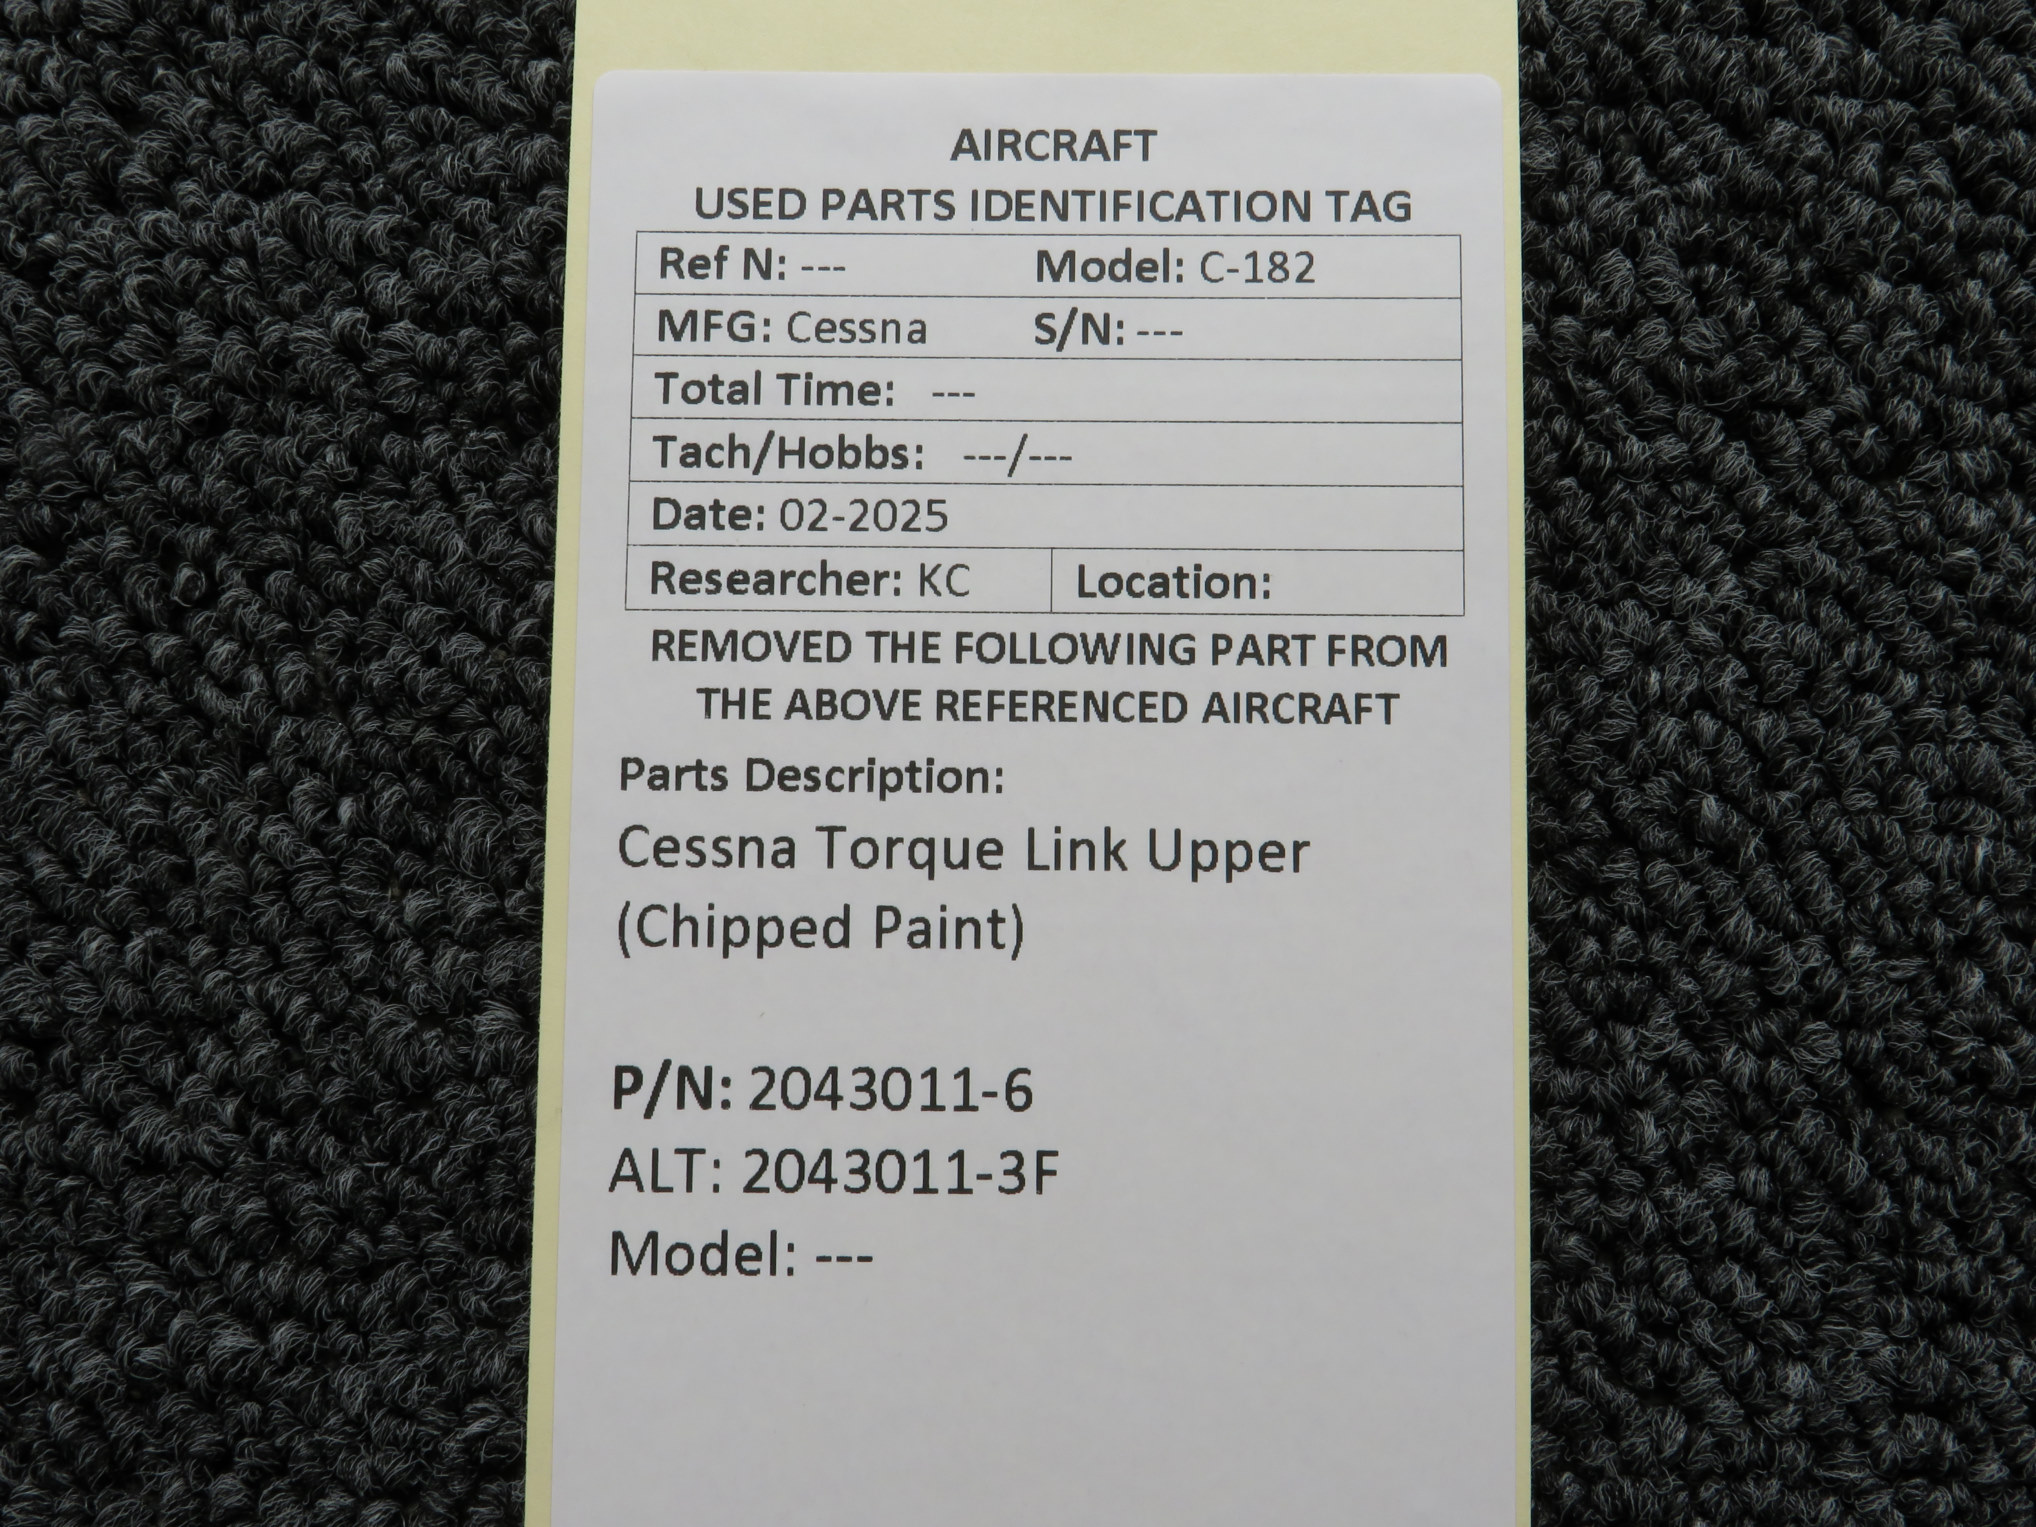 AIRCRAFT
USED PARTS IDENTIFICATION TAG
Ref N: --- Model: C-182
MFG: Cessna S/N: ---
Total Time: ---
Tach/Hobbs: ---/---
Date: 02-2025
Researcher: KC Location:
REMOVED THE FOLLOWING PART FROM
THE ABOVE REFERENCED AIRCRAFT
Parts Description:
Cessna Torque Link Upper
(Chipped Paint)
P/N: 2043011-6
ALT: 2043011-3F
Model: ---